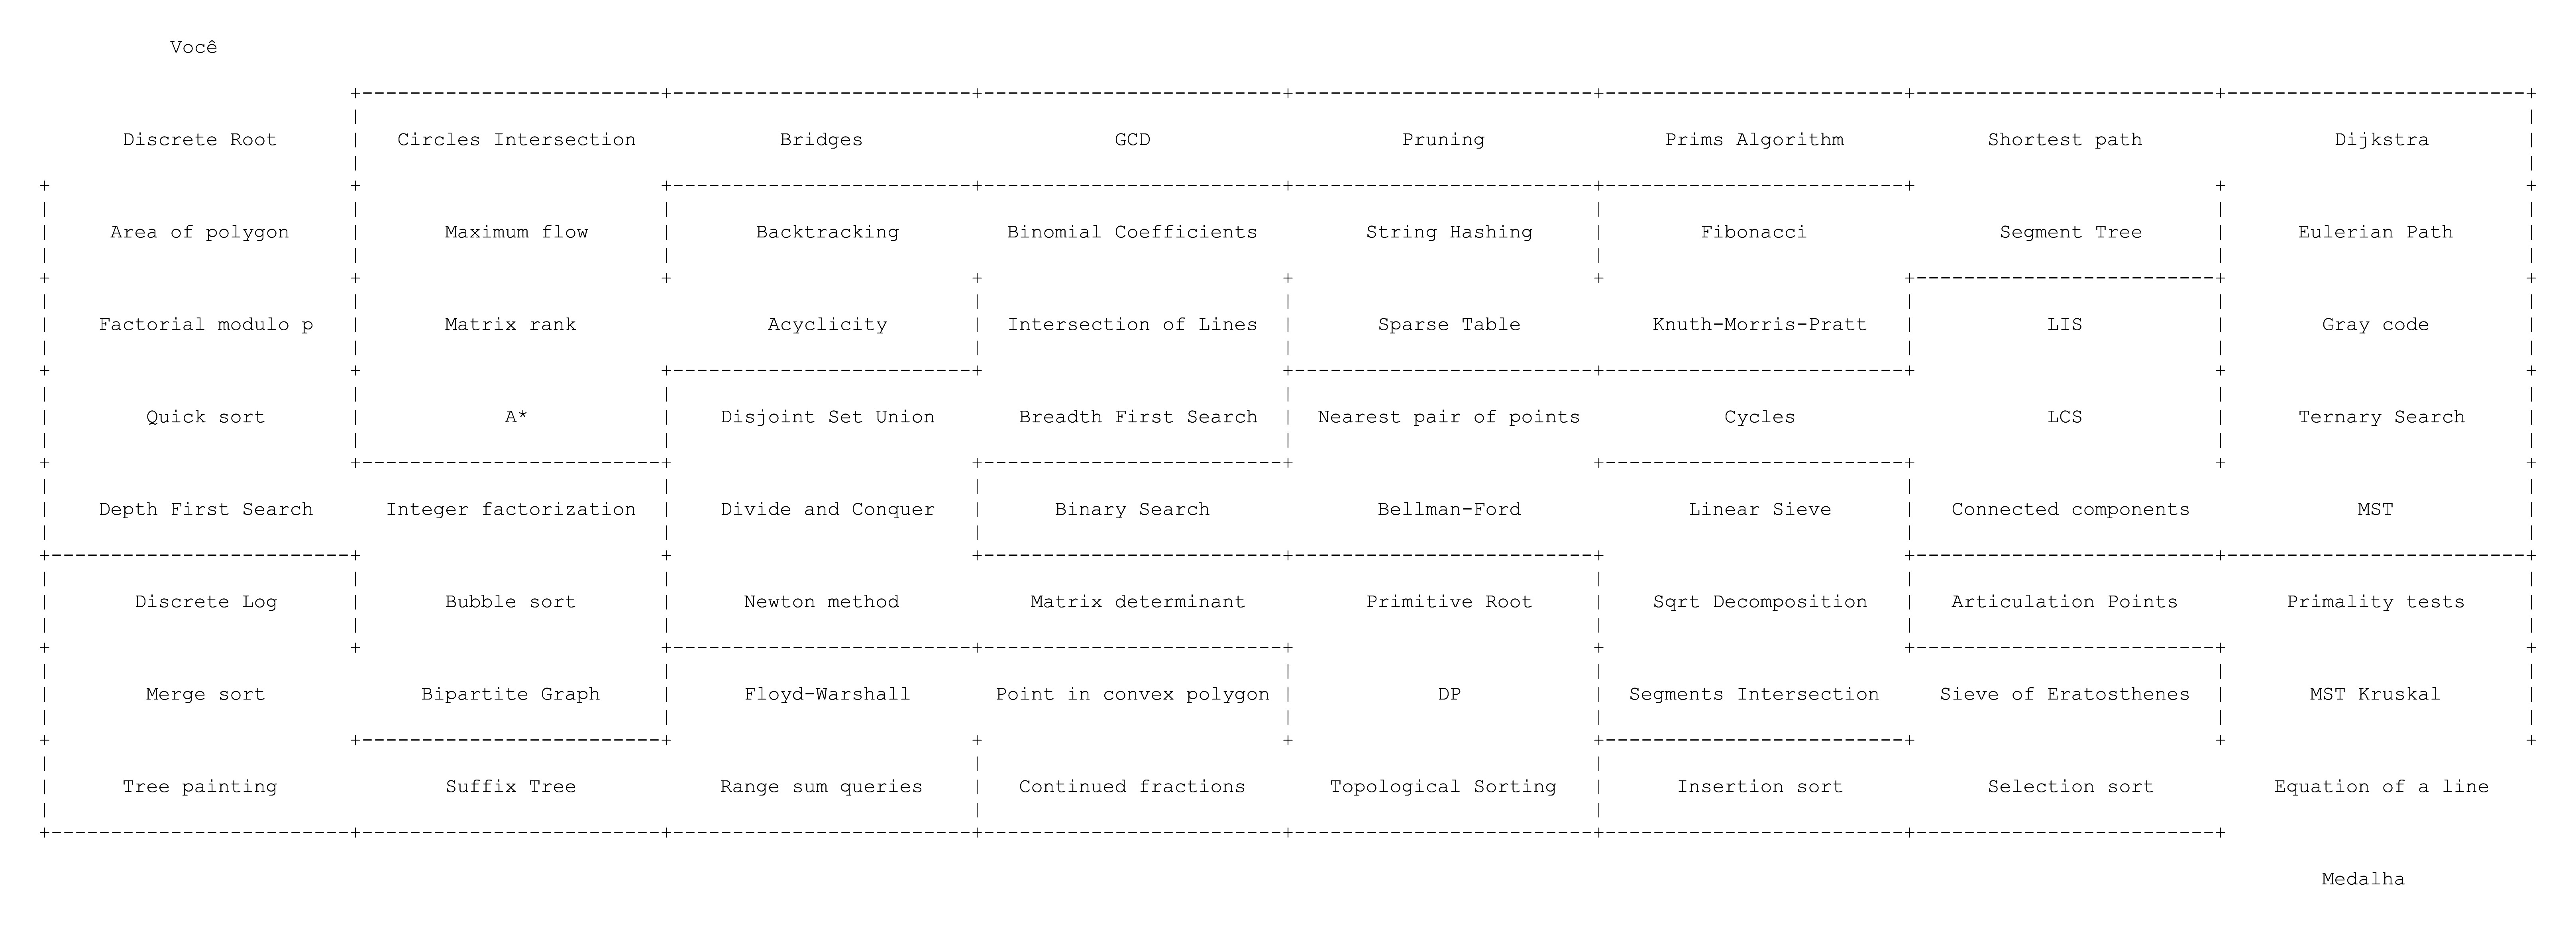 Você
Discrete Root Circles Intersection Bridges GCD Pruning Prims Algorithm Shortest path Dijkstra
Area of polygon Maximum flow Backtracking Binomial Coefficients String Hashing Fibonacci Segment Tree Eulerian Path
Factorial modulo p Matrix rank Acyclicity Intersection of Lines Sparse Table Knuth-Morris-Pratt LIS Gray code
Quick sort A* Disjoint Set Union Breadth First Search Nearest pair of points Cycles LCS Ternary Search
Depth First Search Integer factorization Divide and Conquer Binary Search Bellman-Ford Linear Sieve Connected components MST
Discrete Log Bubble sort Newton method Matrix determinant Primitive Root Sqrt Decomposition Articulation Points Primality tests
Merge sort Bipartite Graph Floyd-Warshall Point in convex polygon DP Segments Intersection Sieve of Eratosthenes MST Kruskal
Tree painting Suffix Tree Range sum queries Continued fractions Topological Sorting Insertion sort Selection sort Equation of a line
Medalha